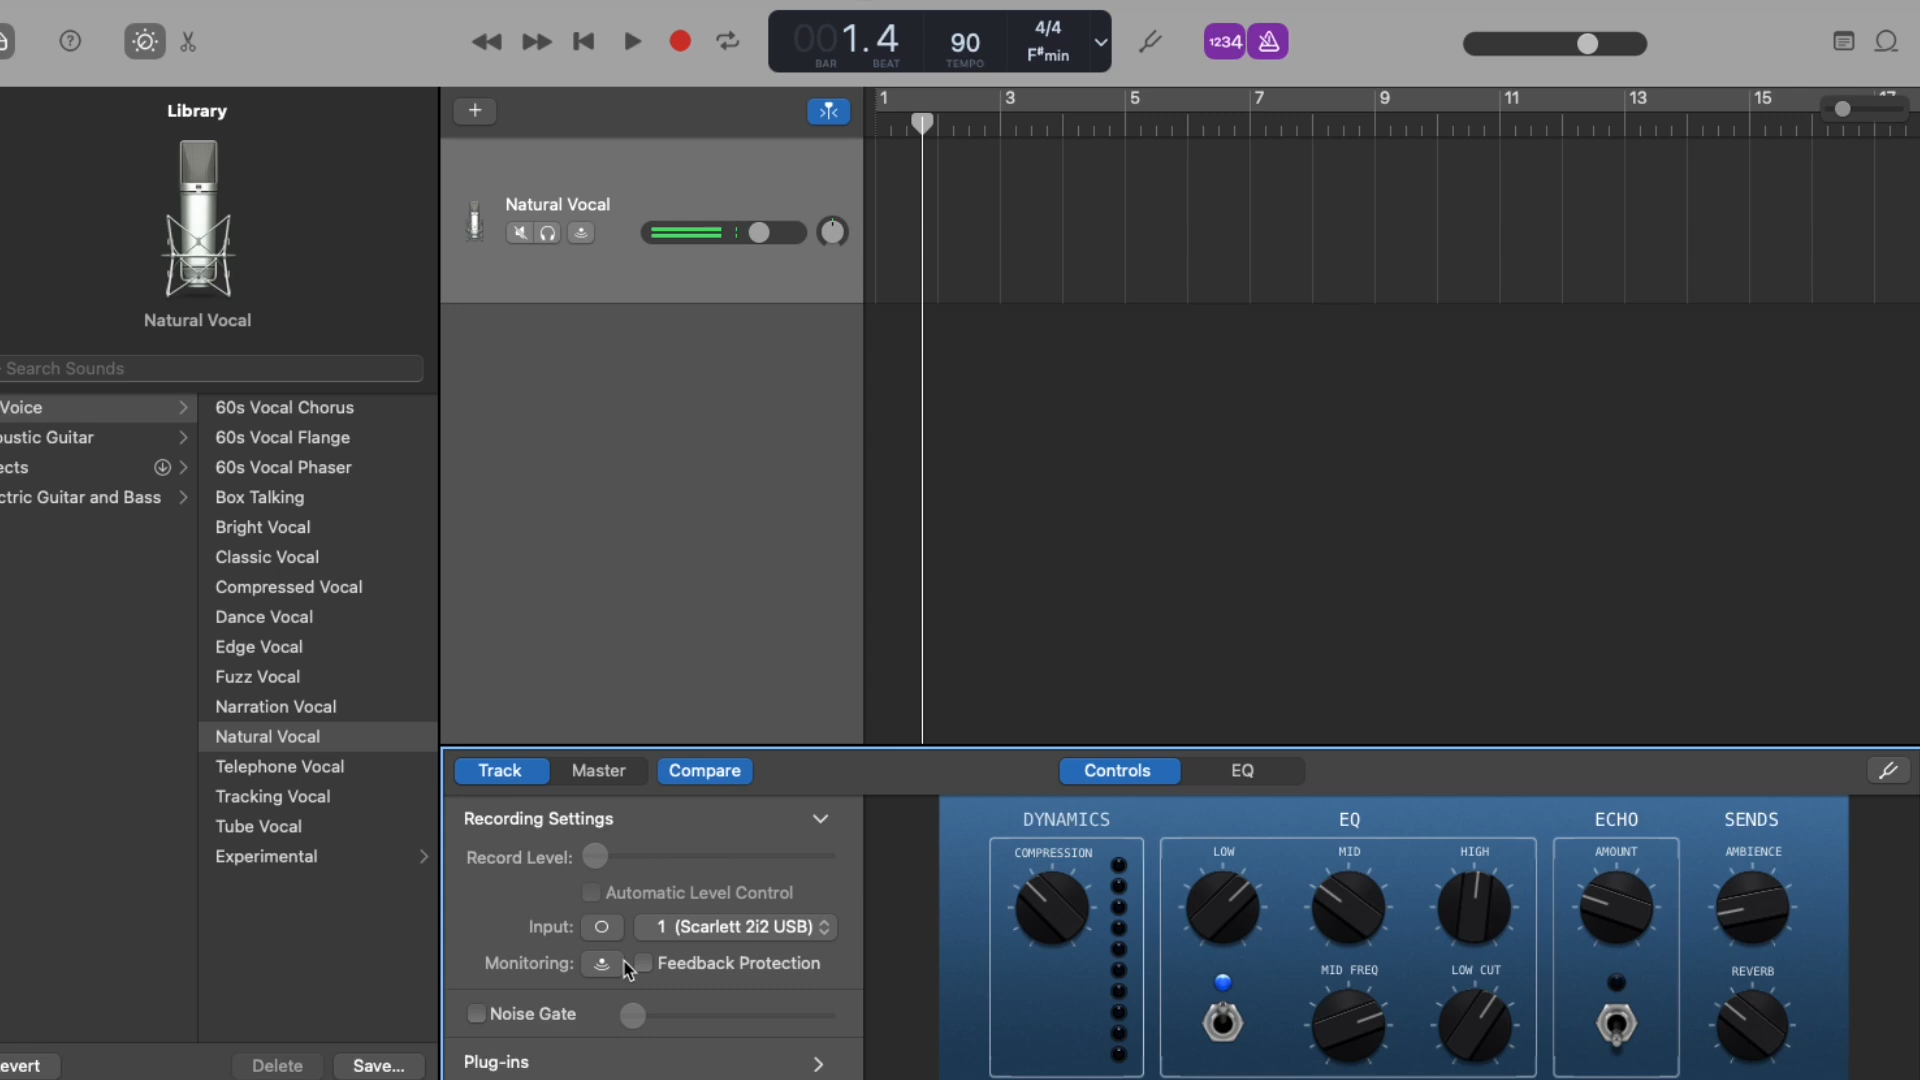 001.4
BAR
BEAT
90
TEMPO
4/4
F#min
1234
Library
Natural Vocal
Search Sounds
Voice
oustic Guitar
ects
ctric Guitar and Bass
60s Vocal Chorus
60s Vocal Flange
60s Vocal Phaser
Box Talking
Bright Vocal
Classic Vocal
Compressed Vocal
Dance Vocal
Edge Vocal
Fuzz Vocal
Narration Vocal
Natural Vocal
Telephone Vocal
Tracking Vocal
Tube Vocal
Experimental
evert
Delete
Save...
1 3 5 7 9 11 13 15 17
Natural Vocal
Track
Master
Compare
Controls
EQ
Recording Settings
Record Level:
Automatic Level Control
Input:
1 (Scarlett 2i2 USB)
Monitoring:
Feedback Protection
Noise Gate
Plug-ins
DYNAMICS
COMPRESSION
EQ
LOW
MID
HIGH
MID FREQ
LOW CUT
ECHO
AMOUNT
SENDS
AMBIENCE
REVERB